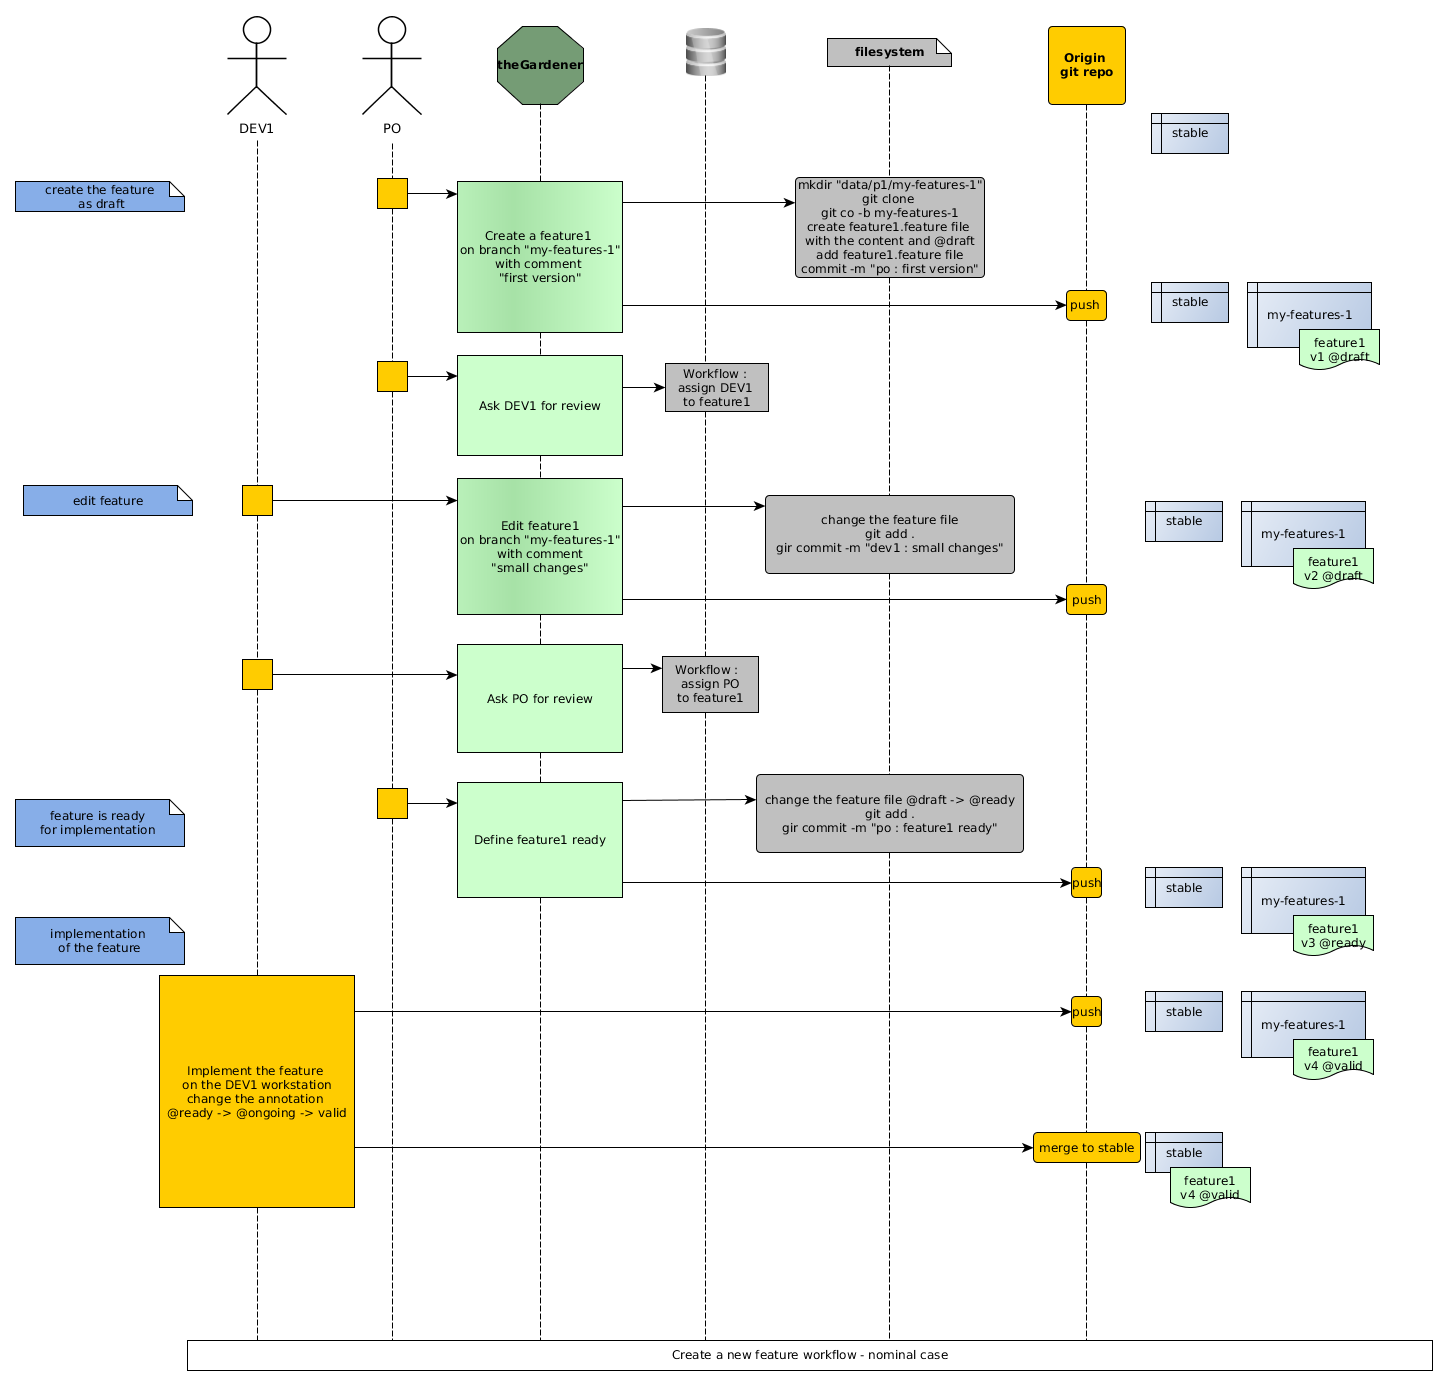 theGardener
filesystem
Origin
git repo
DEV1
PO
stable
create the feature
as draft
Create a feature1
on branch "my-features-1"
with comment
"first version"
mkdir "data/p1/my-features-1"
git clone
git co -b my-features-1
create feature1.feature file
with the content and @draft
add feature1.feature file
commit -m "po : first version"
push
stable
my-features-1
feature1
v1 @draft
Ask DEV1 for review
Workflow :
assign DEV1
to feature1
edit feature
Edit feature1
on branch "my-features-1"
with comment
"small changes"
change the feature file
git add .
gir commit -m "dev1 : small changes"
push
stable
my-features-1
feature1
v2 @draft
Ask PO for review
Workflow :
assign PO
to feature1
feature is ready
for implementation
Define feature1 ready
change the feature file @draft -> @ready
git add .
gir commit -m "po : feature1 ready"
push
stable
my-features-1
feature1
v3 @ready
implementation
of the feature
Implement the feature
on the DEV1 workstation
change the annotation
@ready -> @ongoing -> valid
push
stable
my-features-1
feature1
v4 @valid
merge to stable
stable
feature1
v4 @valid
Create a new feature workflow - nominal case